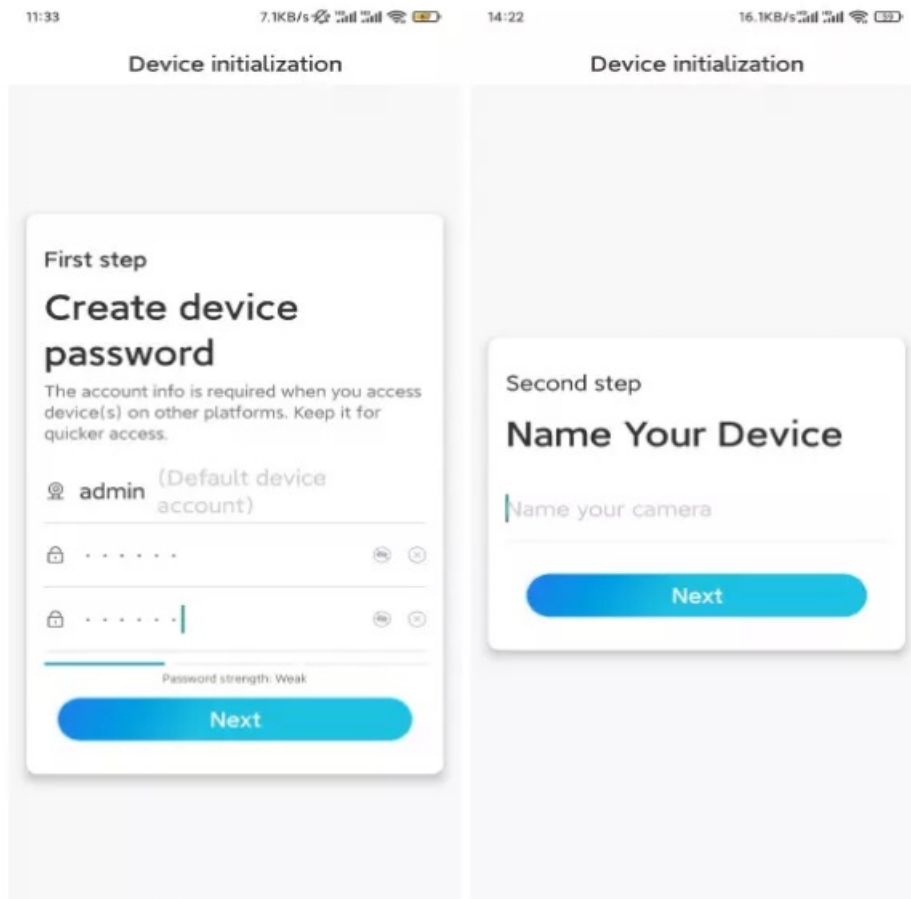 11:33
7.1KB/s
Device initialization
First step
Create device
password
The account info is required when you access
device(s) on other platforms. Keep it for
quicker access.
admin (Default device
account)
Password strength: Weak
Next
14:22
16.1KB/s
59
Device initialization
Second step
Name Your Device
Name your camera
Next